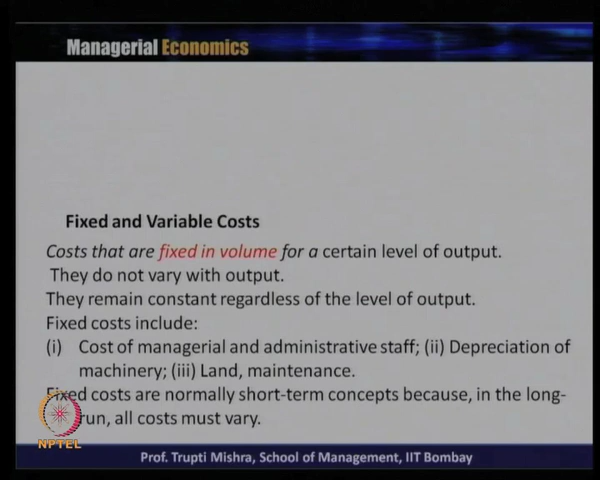 Managerial Economics
Fixed and Variable Costs
Costs that are fixed in volume for a certain level of output.
They do not vary with output.
They remain constant regardless of the level of output.
Fixed costs include:
(i) Cost of managerial and administrative staff; (ii) Depreciation of
machinery; (iii) Land, maintenance.
Fixed costs are normally short-term concepts because, in the long-
run, all costs must vary.
NPTEL
Prof. Trupti Mishra, School of Management, IIT Bombay